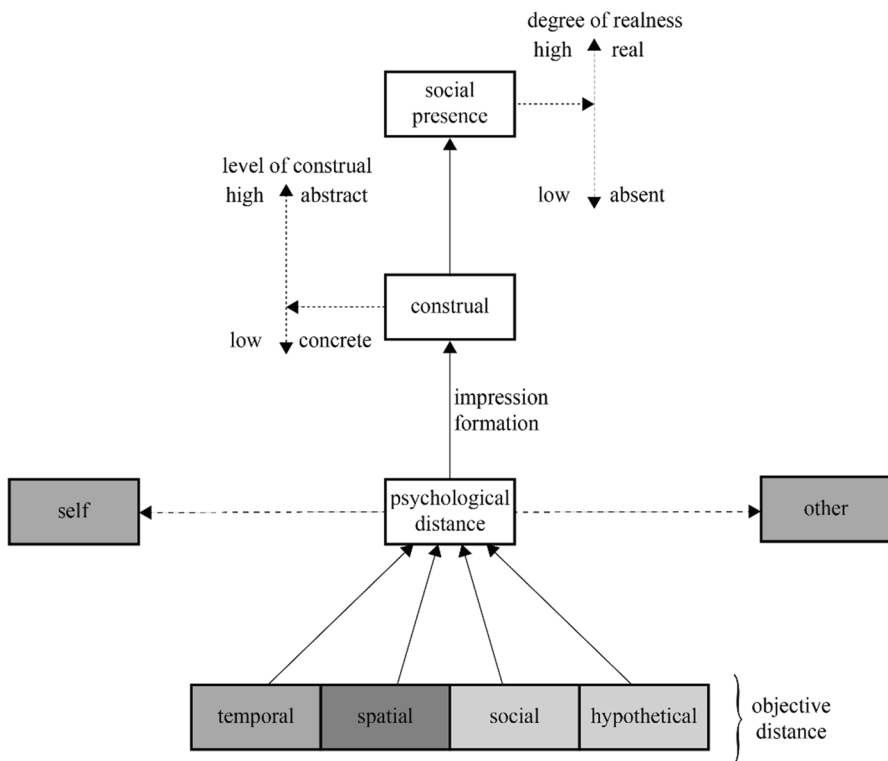 degree of realness
high real
social
presence
level of construal
high abstract
low absent
construal
low concrete
impression
formation
self
psychological
distance
other
temporal
spatial
social
hypothetical
objective
distance